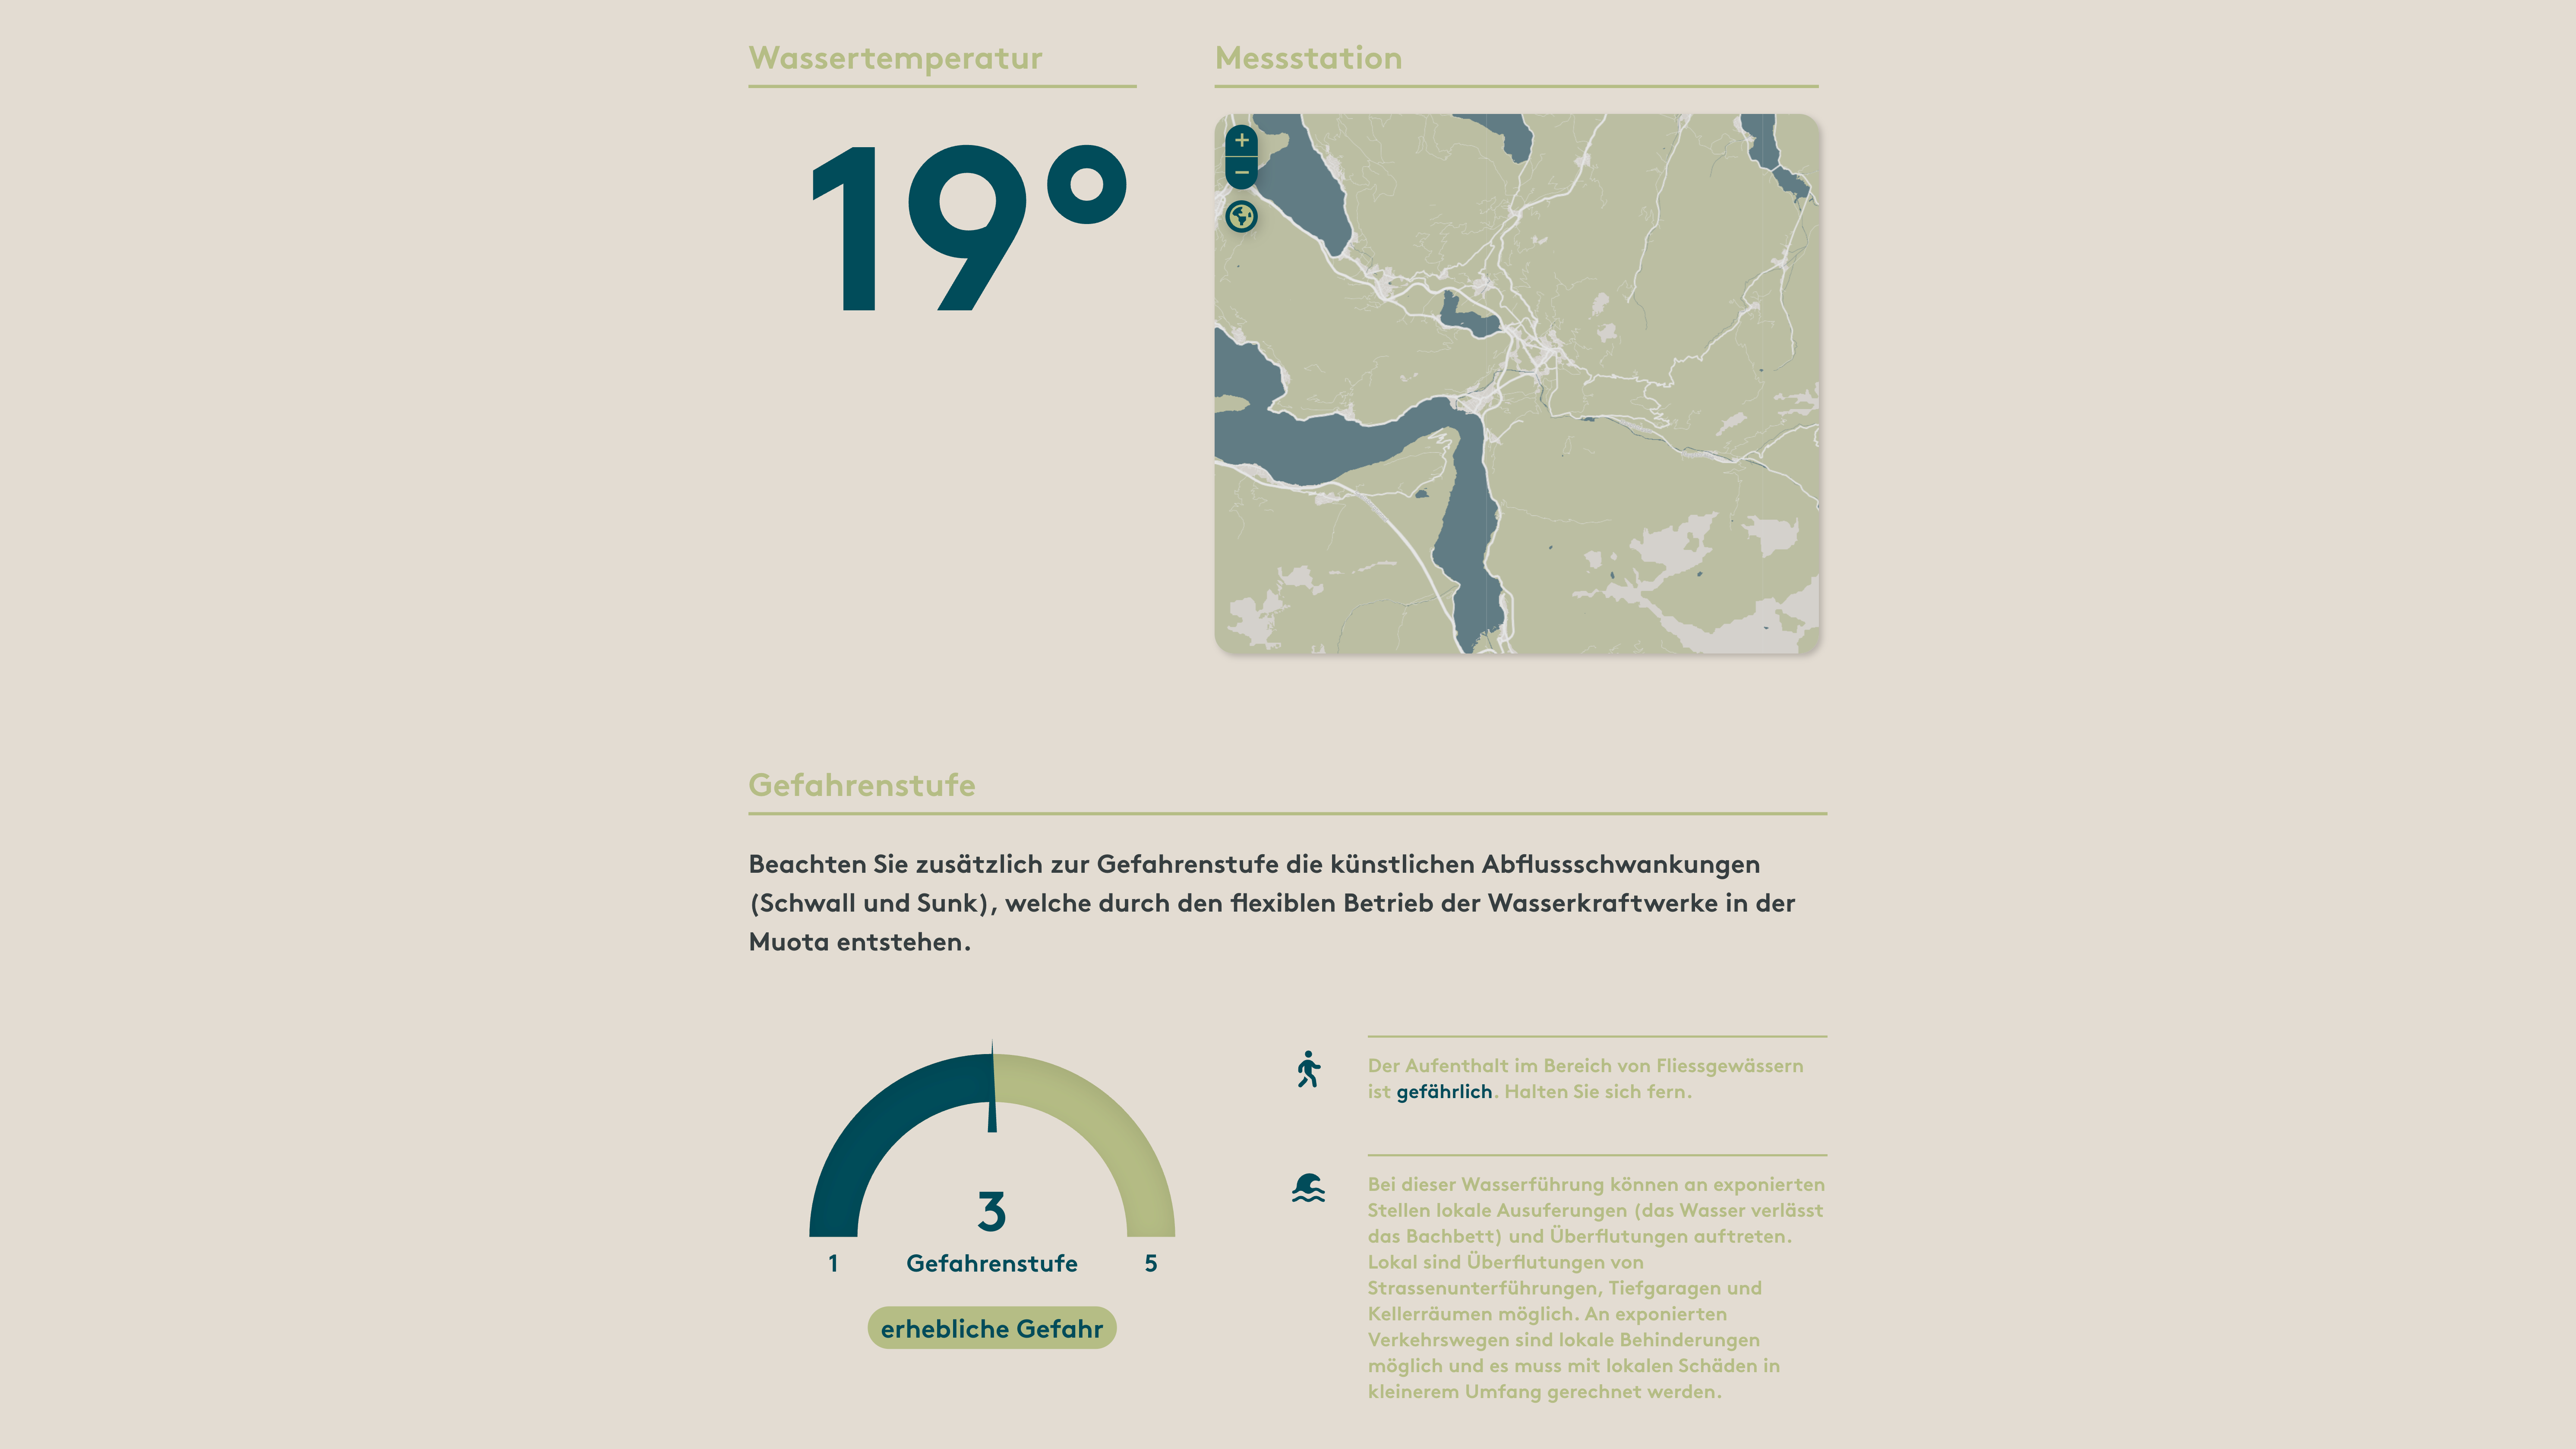 Wassertemperatur
Messstation
19°
+
−
Gefahrenstufe
Beachten Sie zusätzlich zur Gefahrenstufe die künstlichen Abflussschwankungen
(Schwall und Sunk), welche durch den flexiblen Betrieb der Wasserkraftwerke in der
Muota entstehen.
3
1 Gefahrenstufe 5
erhebliche Gefahr
Der Aufenthalt im Bereich von Fliessgewässern
ist gefährlich. Halten Sie sich fern.
Bei dieser Wasserführung können an exponierten
Stellen lokale Ausuferungen (das Wasser verlässt
das Bachbett) und Überflutungen auftreten.
Lokal sind Überflutungen von
Strassenunterführungen, Tiefgaragen und
Kellerräumen möglich. An exponierten
Verkehrswegen sind lokale Behinderungen
möglich und es muss mit lokalen Schäden in
kleinerem Umfang gerechnet werden.